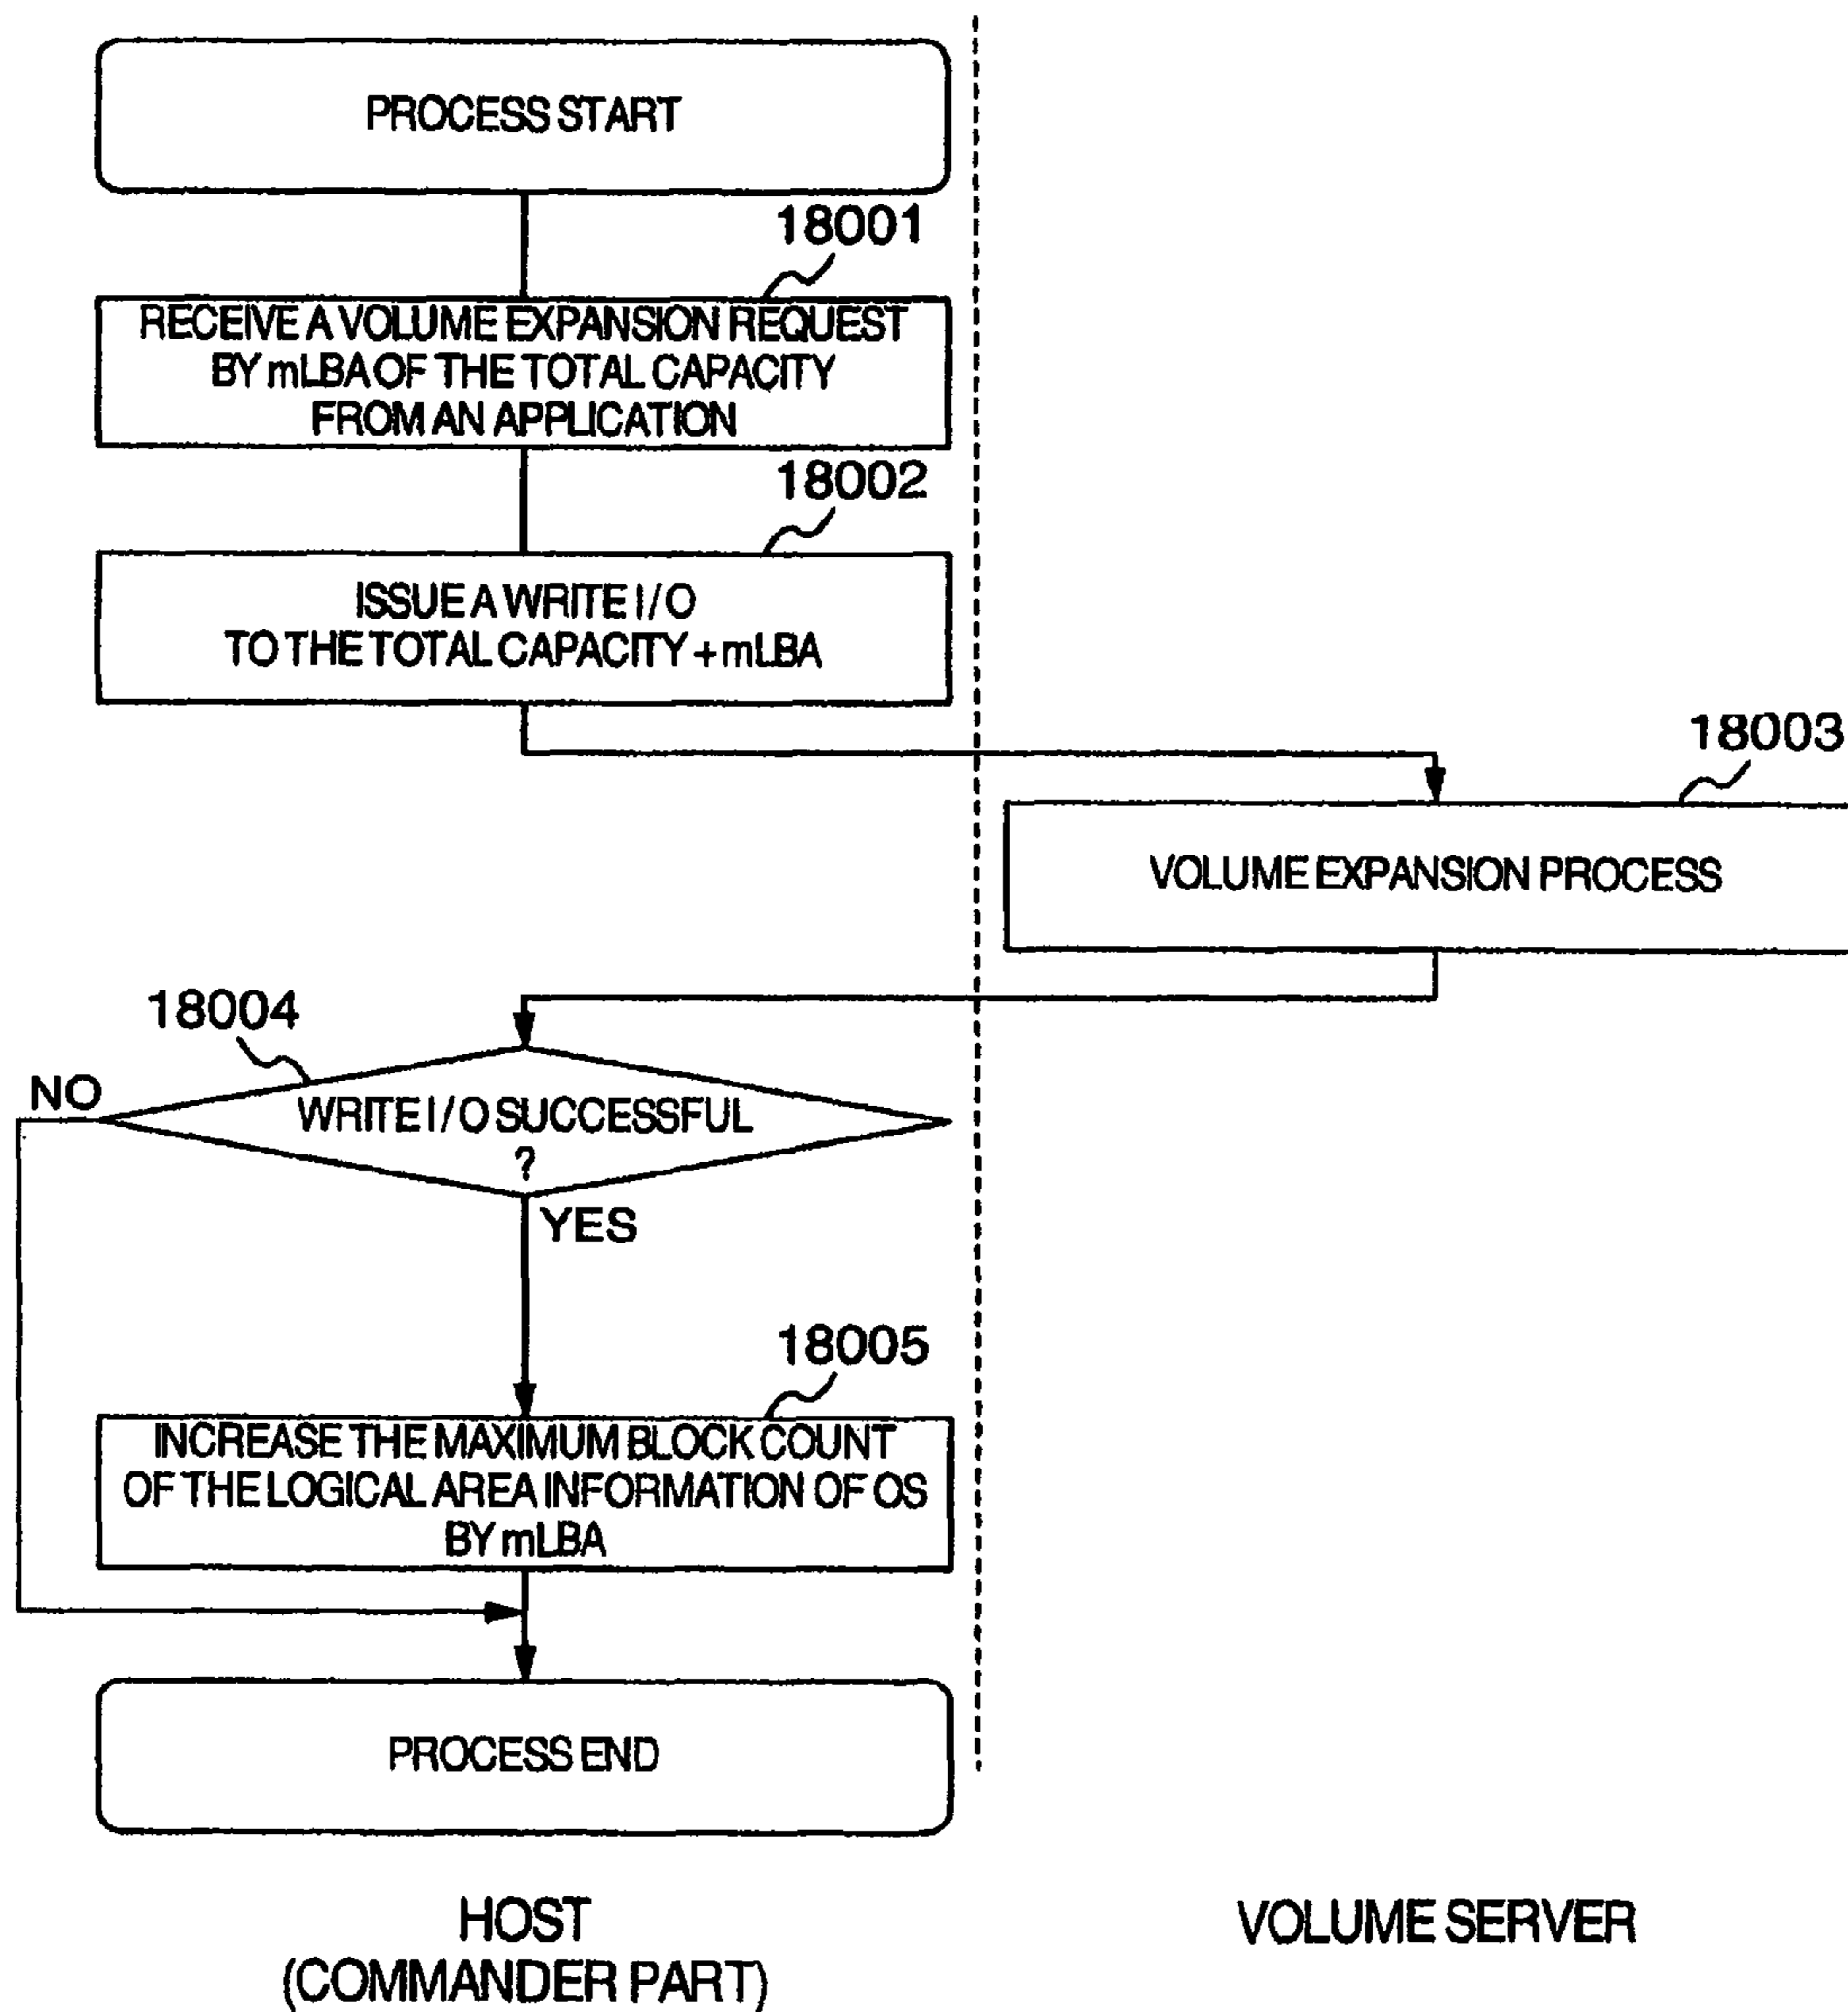 PROCESS START
18001
RECEIVE A VOLUME EXPANSION REQUEST
BY mLBA OF THE TOTAL CAPACITY
FROM AN APPLICATION
18002
ISSUE A WRITE I/O
TO THE TOTAL CAPACITY + mLBA
18003
VOLUME EXPANSION PROCESS
18004
NO
WRITE I/O SUCCESSFUL
?
YES
18005
INCREASE THE MAXIMUM BLOCK COUNT
OF THE LOGICAL AREA INFORMATION OF OS
BY mLBA
PROCESS END
HOST
(COMMANDER PART)
VOLUME SERVER